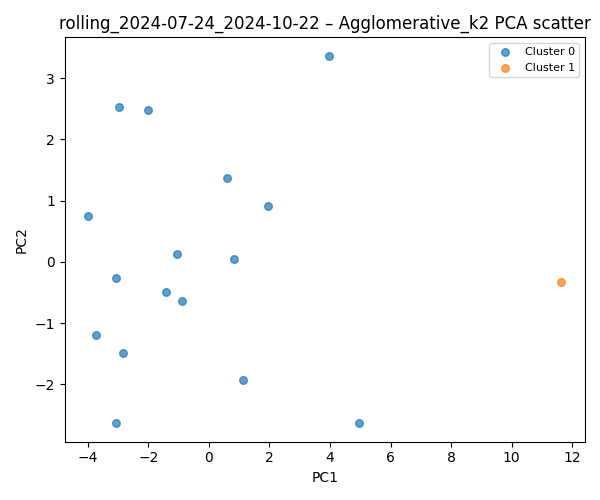 rolling_2024-07-24_2024-10-22 – Agglomerative_k2 PCA scatter
Cluster 0
Cluster 1
3
2
1
0
−1
−2
PC2
−4 −2 0 2 4 6 8 10 12
PC1